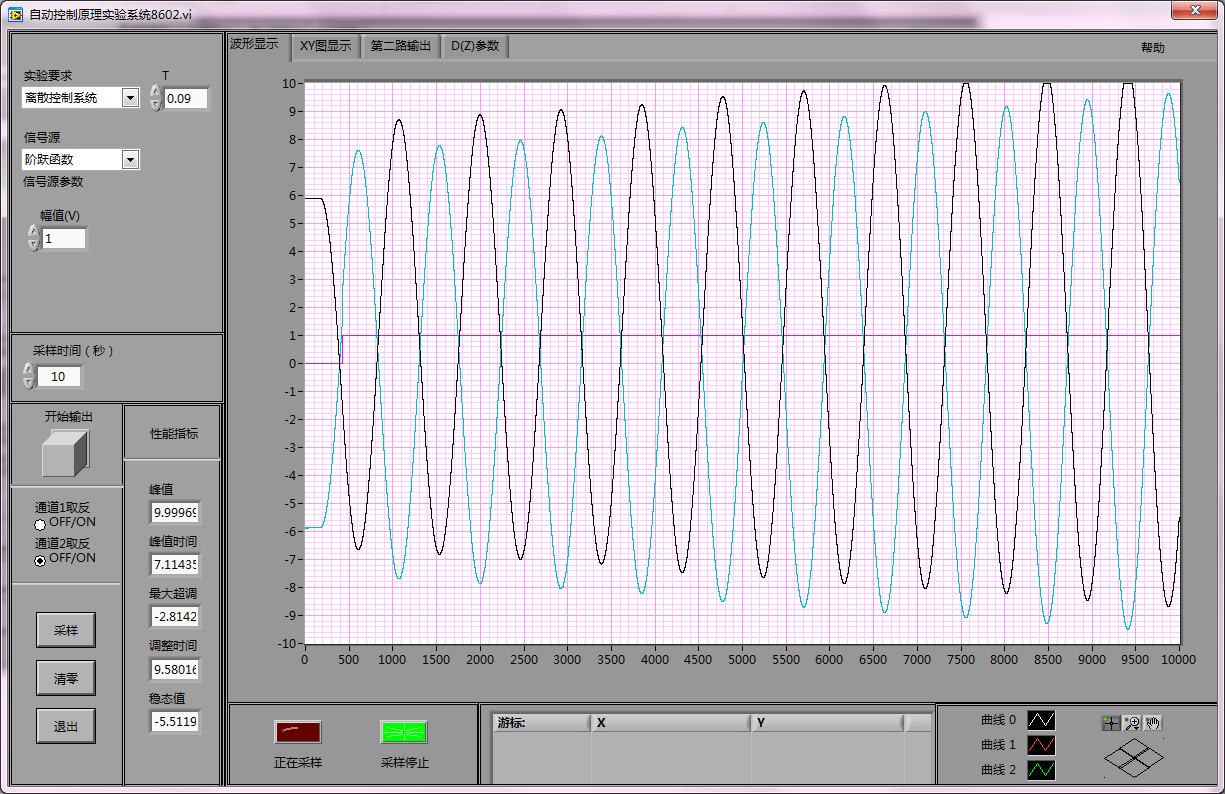 自动控制原理实验系统8602.vi
波形显示
XY图显示
第二路输出
D(Z)参数
帮助
实验要求
T
离散控制系统
0.09
信号源
阶跃函数
信号源参数
幅值(V)
1
采样时间（秒）
10
开始输出
性能指标
通道1取反
OFF/ON
通道2取反
OFF/ON
采样
清零
退出
峰值
9.99969
峰值时间
7.11435
最大超调
-2.8142
调整时间
9.58016
稳态值
-5.5119
10
9
8
7
6
5
4
3
2
1
0
-1
-2
-3
-4
-5
-6
-7
-8
-9
-10
0 500 1000 1500 2000 2500 3000 3500 4000 4500 5000 5500 6000 6500 7000 7500 8000 8500 9000 9500 10000
正在采样
采样停止
游标:
X
Y
曲线 0
曲线 1
曲线 2